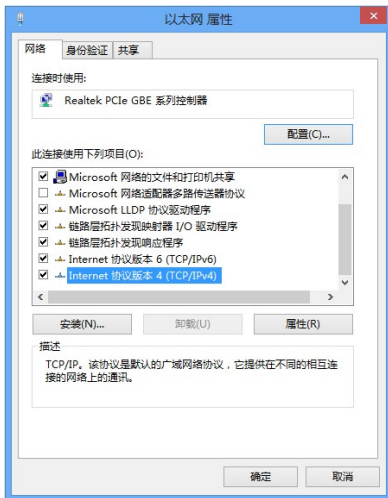 以太网 属性
网络 身份验证 共享
连接时使用:
Realtek PCIe GBE 系列控制器
配置(C)...
此连接使用下列项目(O):
Microsoft 网络的文件和打印机共享
Microsoft 网络适配器多路传送器协议
Microsoft LLDP 协议驱动程序
链路层拓扑发现映射器 I/O 驱动程序
链路层拓扑发现响应程序
Internet 协议版本 6 (TCP/IPv6)
Internet 协议版本 4 (TCP/IPv4)
安装(N)... 卸载(U) 属性(R)
描述
TCP/IP。该协议是默认的广域网络协议，它提供在不同的相互连
接的网络上的通讯。
确定 取消